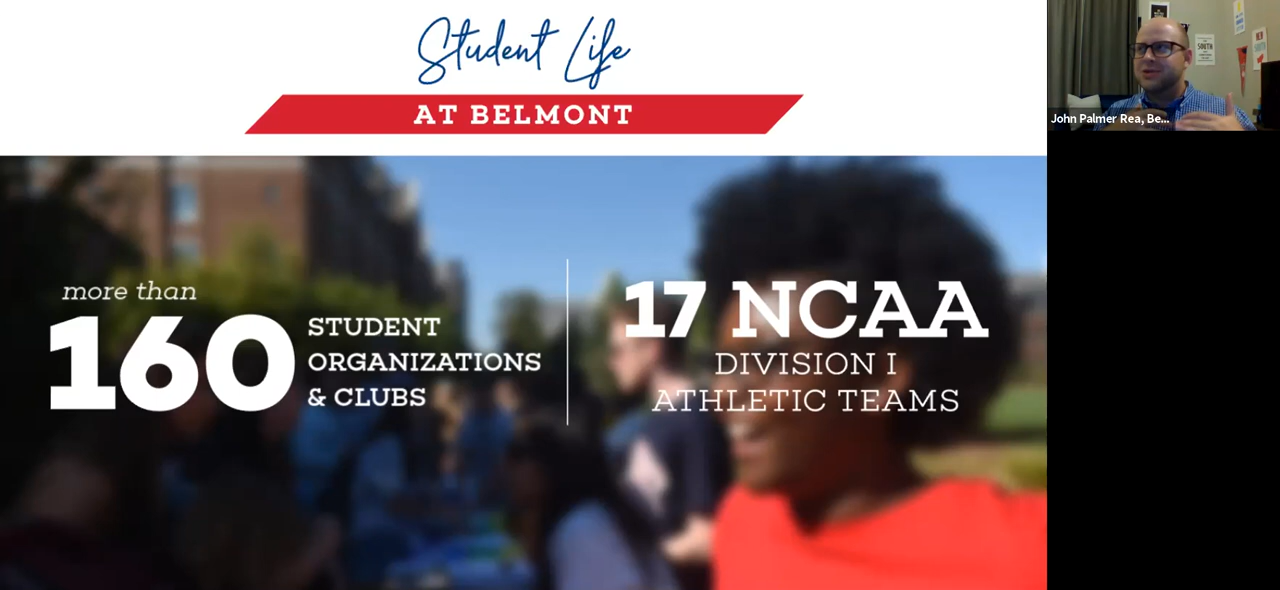 Student Life
AT BELMONT
more than
160
STUDENT
ORGANIZATIONS
& CLUBS
17 NCAA
DIVISION I
ATHLETIC TEAMS
John Palmer Rea, Be...
SOUTH